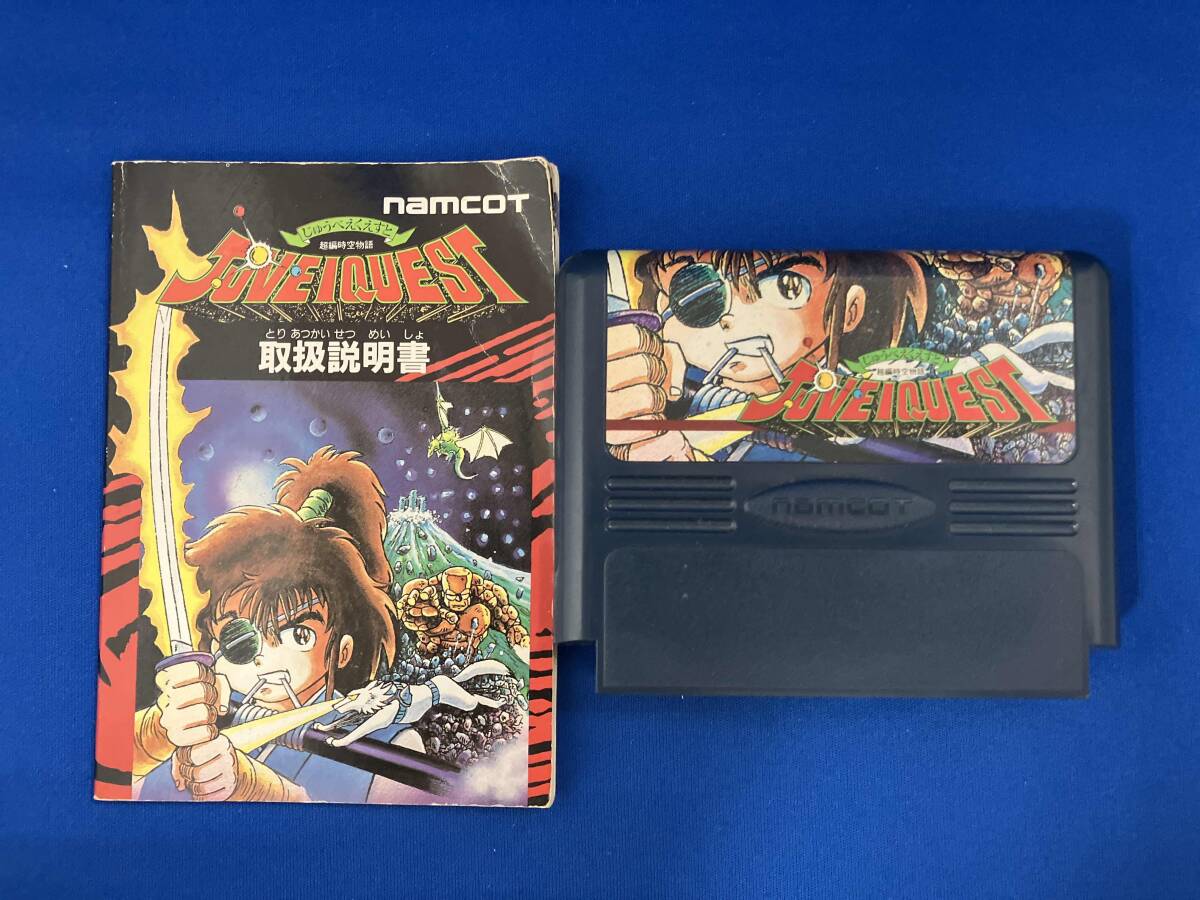 namcoT
じゅうべえくえすと
超編時空物語
JUVEIQUEST
とりあつかいせつ めいしょ
取扱説明書
じゅうべえくえすと
超編時空物語
JUVEIQUEST
namcoT